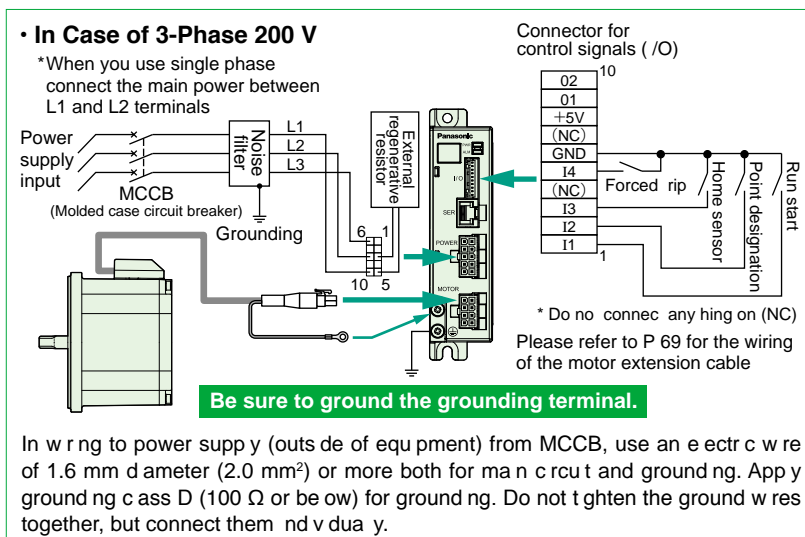 • In Case of 3-Phase 200 V
*When you use single phase
connect the main power between
L1 and L2 terminals
Power
supply
input
MCCB
(Molded case circuit breaker)
Noise
filter
L1
L2
L3
Grounding
External
regenerative
resistor
6 1
10 5
Panasonic
I/O
SER
POWER
MOTOR
Connector for
control signals ( /O)
10
02
01
+5V
(NC)
GND
I4
(NC)
I3
I2
I1
1
Forced rip
Home sensor
Point designation
Run start
* Do no connec any hing on (NC)
Please refer to P 69 for the wiring
of the motor extension cable
Be sure to ground the grounding terminal.
In w r ng to power supp y (outs de of equ pment) from MCCB, use an e ectr c w re
of 1.6 mm d ameter (2.0 mm²) or more both for ma n c rcu t and ground ng. App y
ground ng c ass D (100 Ω or be ow) for ground ng. Do not t ghten the ground w res
together, but connect them nd v dua y.